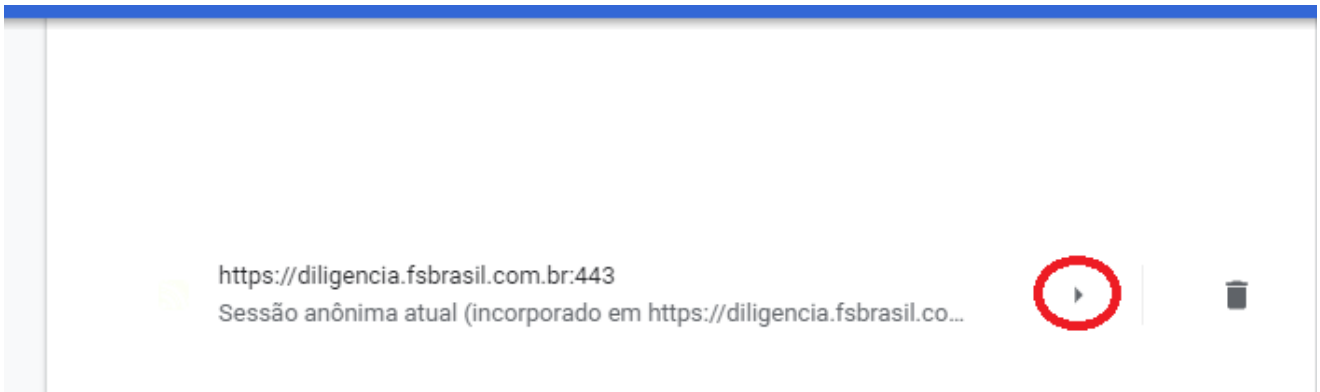 https://diligencia.fsbrasil.com.br:443
Sessão anônima atual (incorporado em https://diligencia.fsbrasil.co...